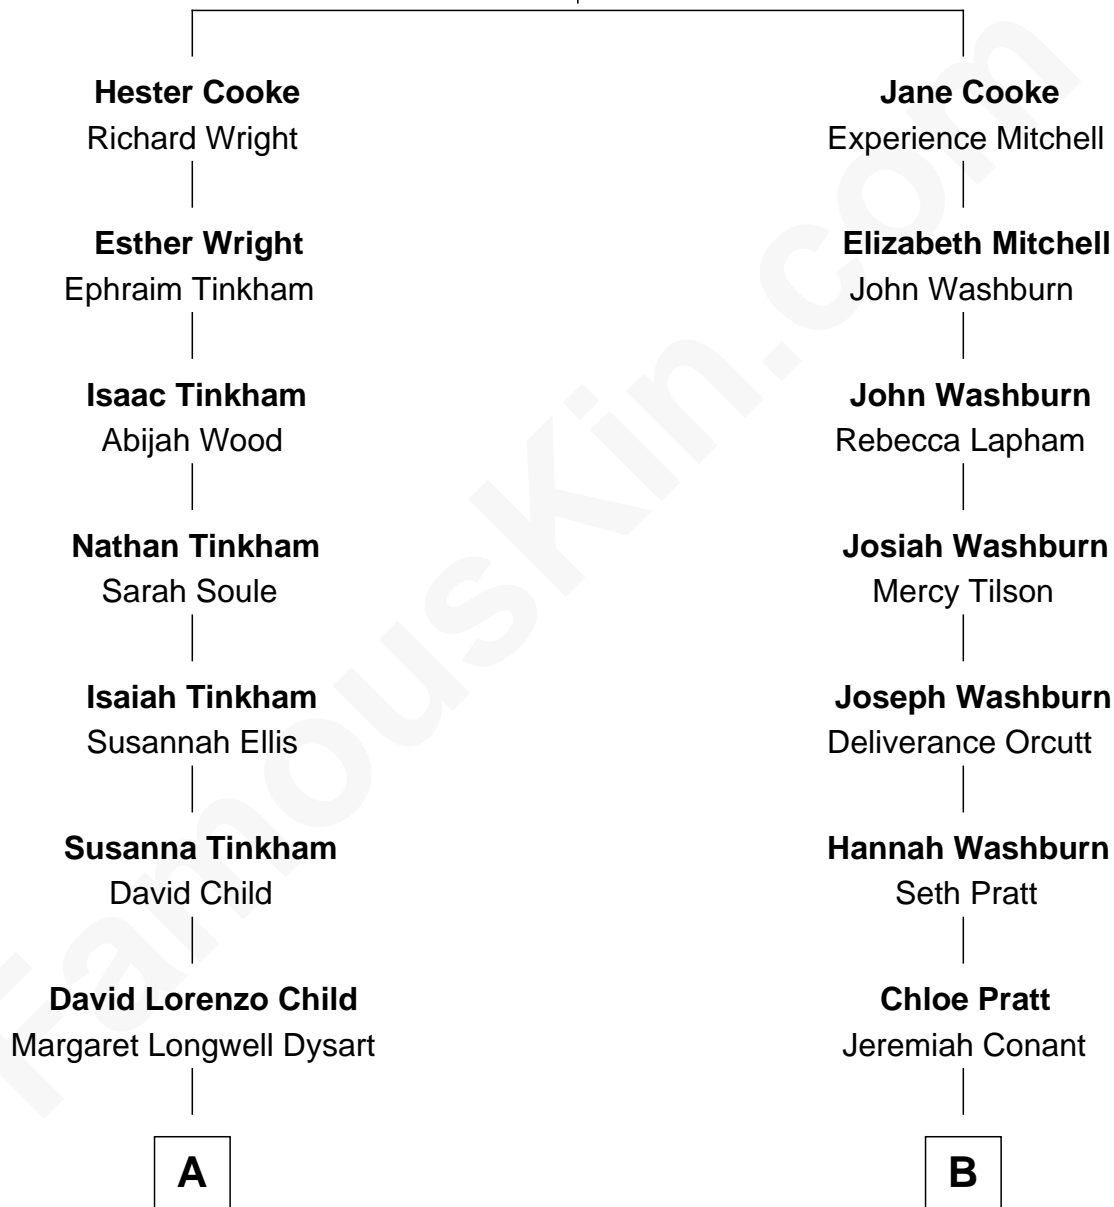 Hester Cooke
Richard Wright
Jane Cooke
Experience Mitchell
Esther Wright
Ephraim Tinkham
Elizabeth Mitchell
John Washburn
Isaac Tinkham
Abijah Wood
John Washburn
Rebecca Lapham
Nathan Tinkham
Sarah Soule
Josiah Washburn
Mercy Tilson
Isaiah Tinkham
Susannah Ellis
Joseph Washburn
Deliverance Orcutt
Susanna Tinkham
David Child
Hannah Washburn
Seth Pratt
David Lorenzo Child
Margaret Longwell Dysart
Chloe Pratt
Jeremiah Conant
A
B
FamousKin.com